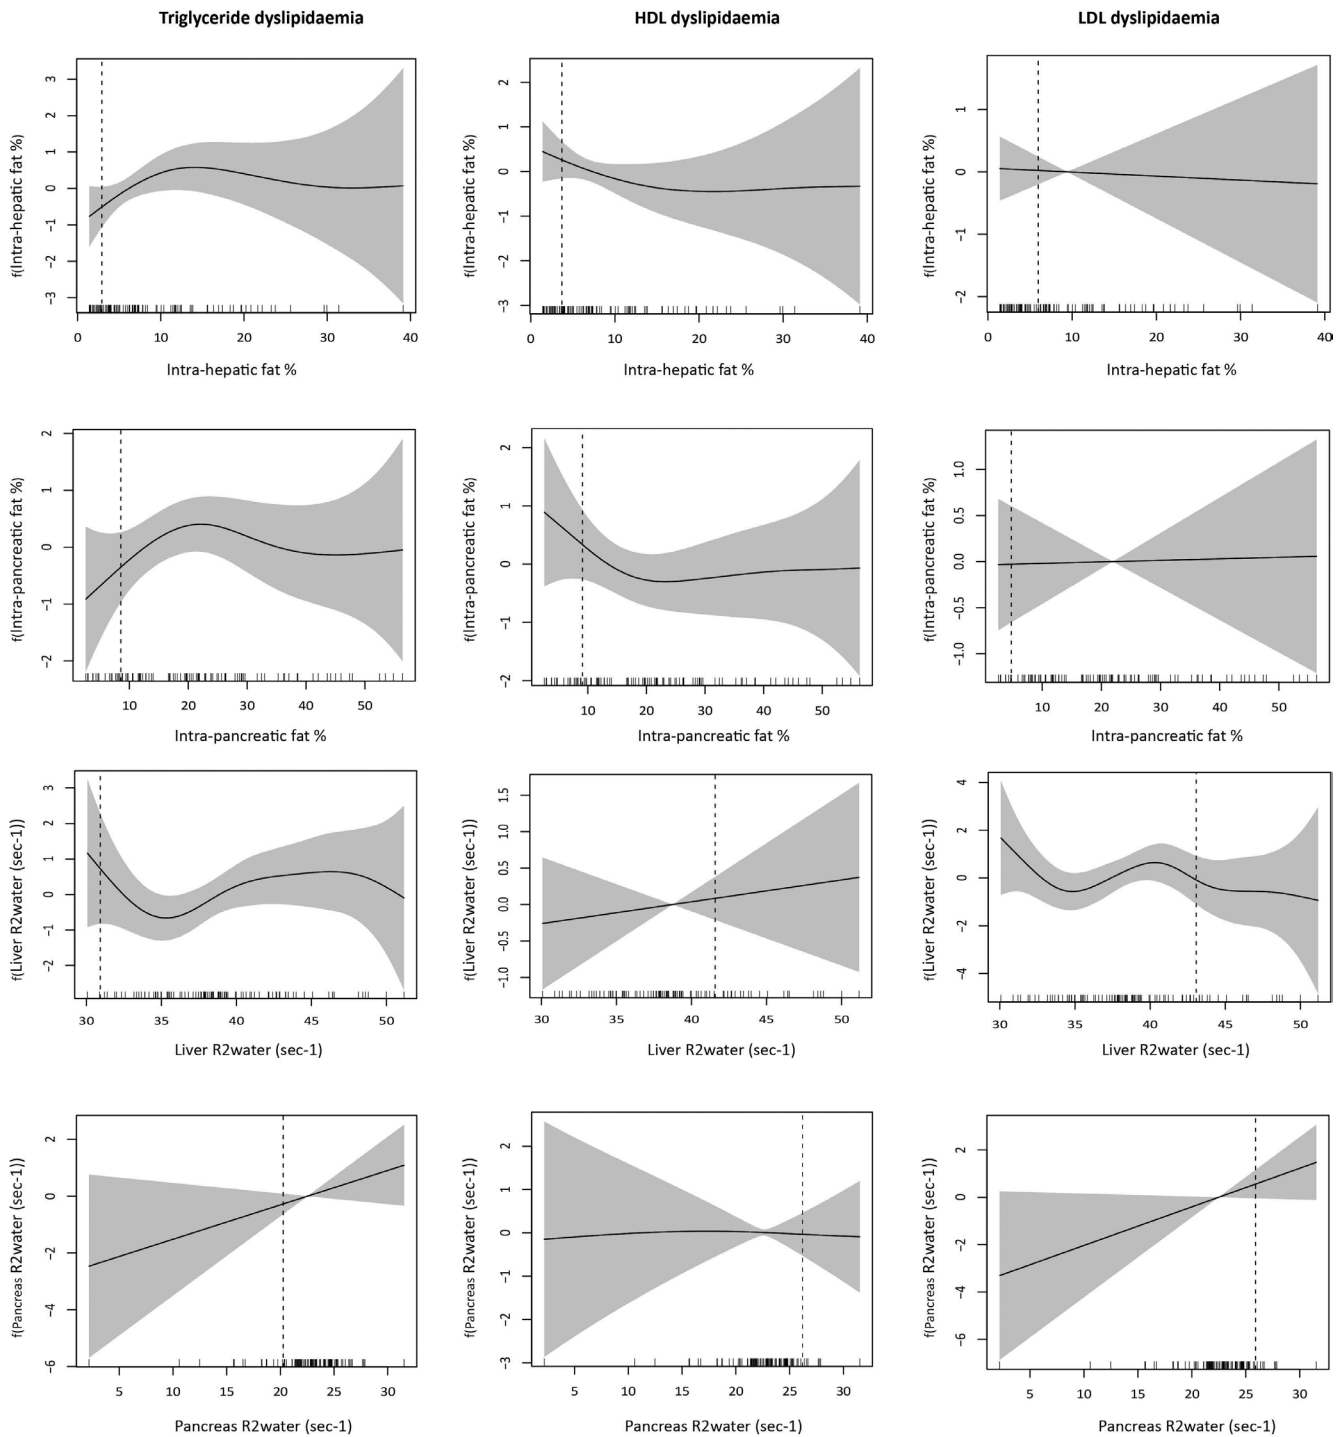 Triglyceride dyslipidaemia HDL dyslipidaemia LDL dyslipidaemia
f(Intra-hepatic fat %)
3
2
1
0
-1
-2
-3
0 10 20 30 40
Intra-hepatic fat %
f(Intra-hepatic fat %)
2
1
0
-1
-2
-3
0 10 20 30 40
Intra-hepatic fat %
f(Intra-hepatic fat %)
1
0
-1
-2
0 10 20 30 40
Intra-hepatic fat %
f(Intra-pancreatic fat %)
2
1
0
-1
-2
10 20 30 40 50
Intra-pancreatic fat %
f(Intra-pancreatic fat %)
2
1
0
-1
-2
10 20 30 40 50
Intra-pancreatic fat %
f(Intra-pancreatic fat %)
1.0
0.5
0.0
-0.5
-1.0
10 20 30 40 50
Intra-pancreatic fat %
f(Liver R2water (sec-1))
3
2
1
0
-1
-2
30 35 40 45 50
Liver R2water (sec-1)
f(Liver R2water (sec-1))
1.5
1.0
0.5
0.0
-0.5
-1.0
30 35 40 45 50
Liver R2water (sec-1)
f(Liver R2water (sec-1))
4
2
0
-2
-4
30 35 40 45 50
Liver R2water (sec-1)
f(Pancreas R2water (sec-1))
2
0
-2
-4
-6
5 10 15 20 25 30
Pancreas R2water (sec-1)
f(Pancreas R2water (sec-1))
2
1
0
-1
-2
-3
5 10 15 20 25 30
Pancreas R2water (sec-1)
f(Pancreas R2water (sec-1))
2
0
-2
-4
-6
5 10 15 20 25 30
Pancreas R2water (sec-1)